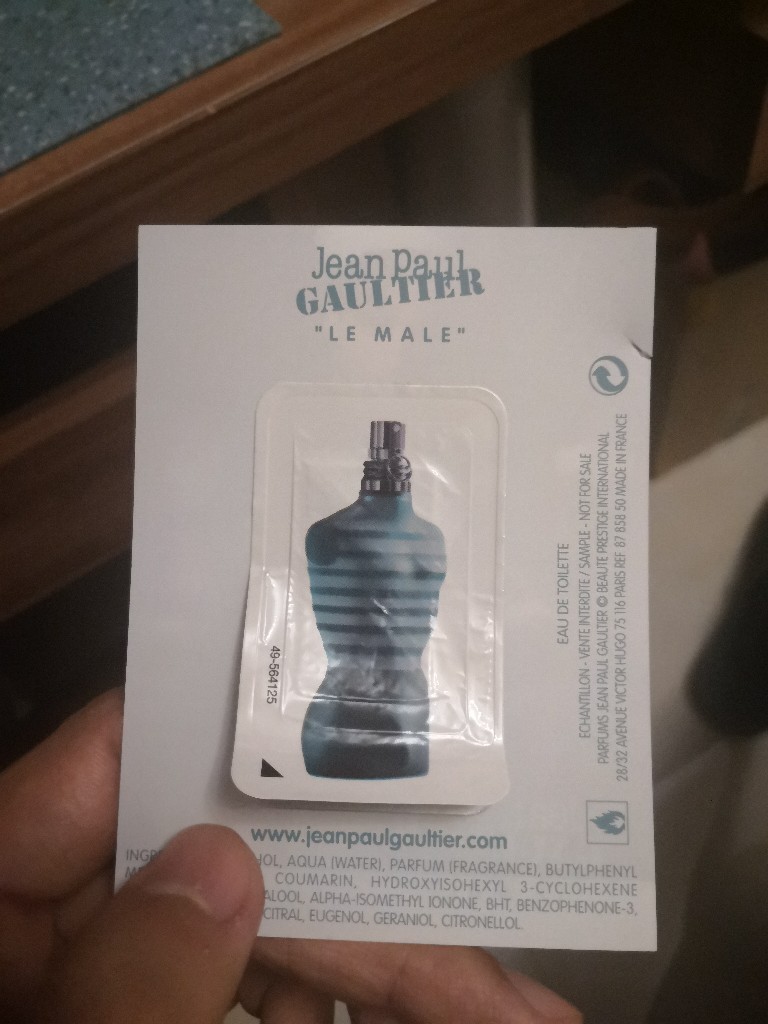 Jean Paul
GAULTIER
"LE MALE"
49-564125
EAU DE TOILETTE
ECHANTILLON - VENTE INTERDITE / SAMPLE - NOT FOR SALE
PARFUMS JEAN PAUL GAULTIER © BEAUTE PRESTIGE INTERNATIONAL
28/32 AVENUE VICTOR HUGO 75 116 PARIS REF 87 858 50 MADE IN FRANCE
www.jeanpaulgaultier.com
AQUA (WATER), PARFUM (FRAGRANCE), BUTYLPHENYL
COUMARIN, HYDROXYISOHEXYL 3-CYCLOHEXENE
ALPHA-ISOMETHYL IONONE, BHT, BENZOPHENONE-3,
CITRAL, EUGENOL, GERANIOL, CITRONELLOL.